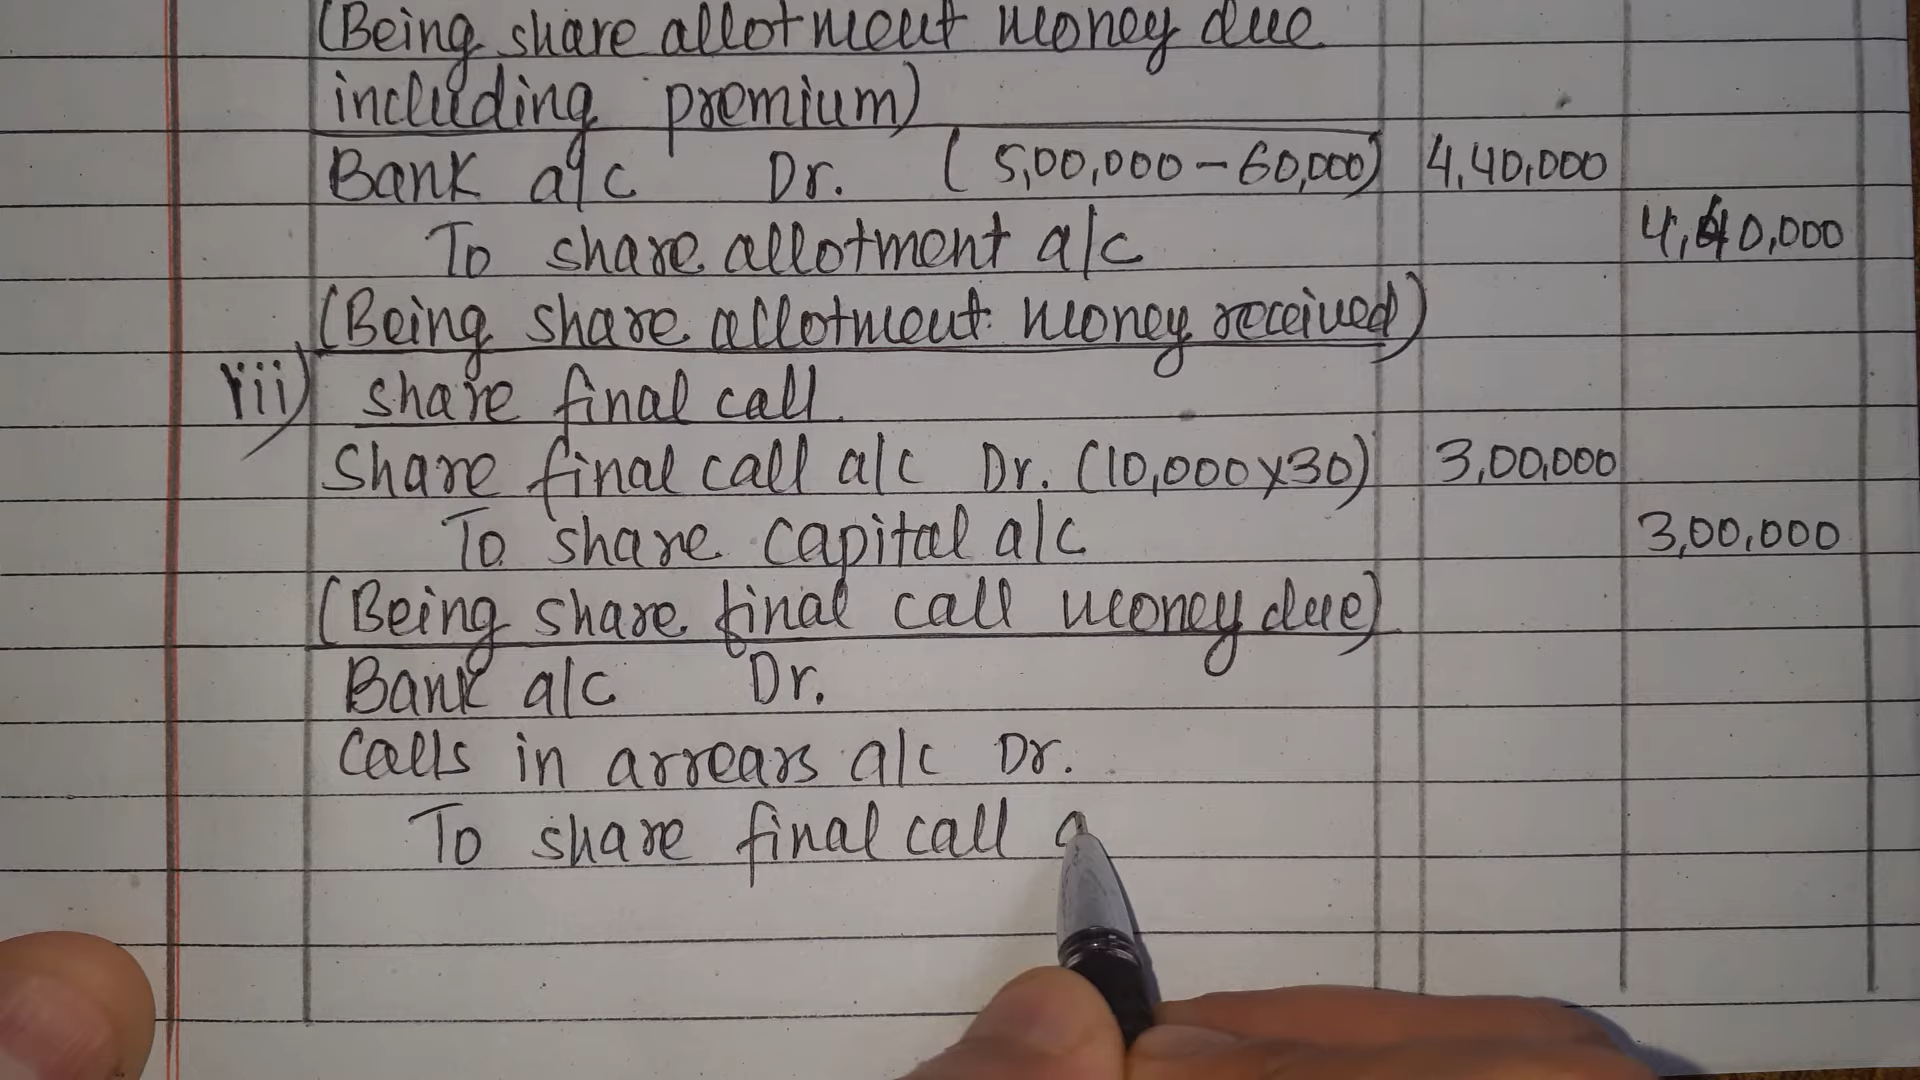 (Being share allotment money due
including premium)
Bank a/c Dr. (5,00,000-60,000) 4,40,000
To share allotment a/c 4,40,000
(Being share allotment money received)
iii) share final call
Share final call a/c Dr. (10,000x30) 3,00,000
To share capital a/c 3,00,000
(Being share final call money due)
Bank a/c Dr.
Calls in arrears a/c Dr.
To share final call a